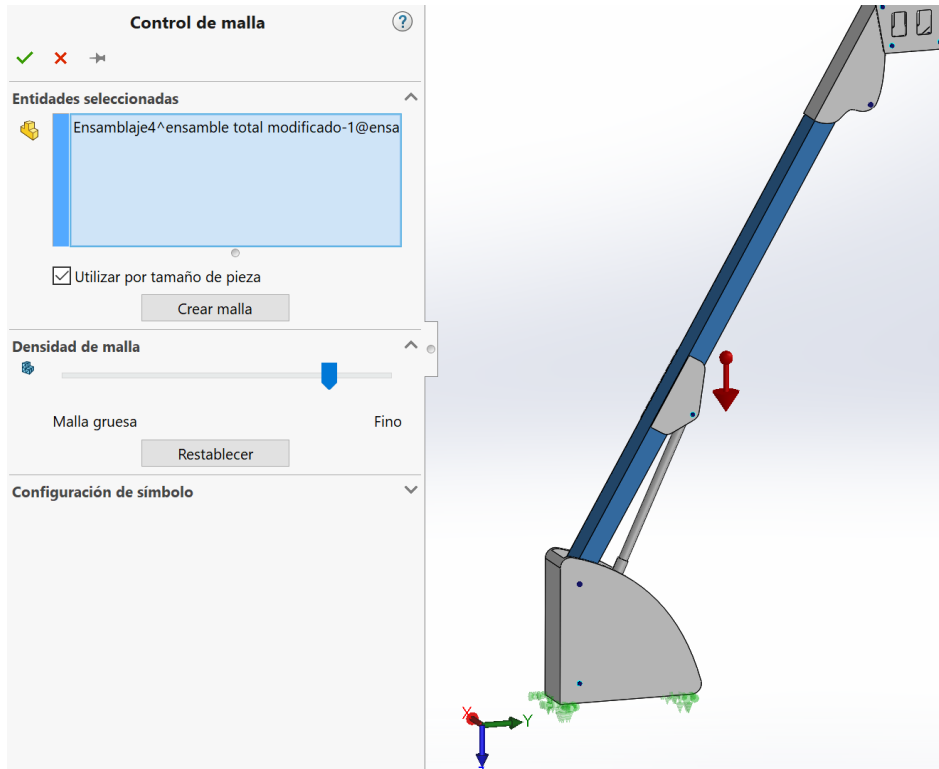 Control de malla
?
Entidades seleccionadas
Ensamblaje4^ensamble total modificado-1@ensa
Utilizar por tamaño de pieza
Crear malla
Densidad de malla
Malla gruesa
Fino
Restablecer
Configuración de símbolo
X
Y